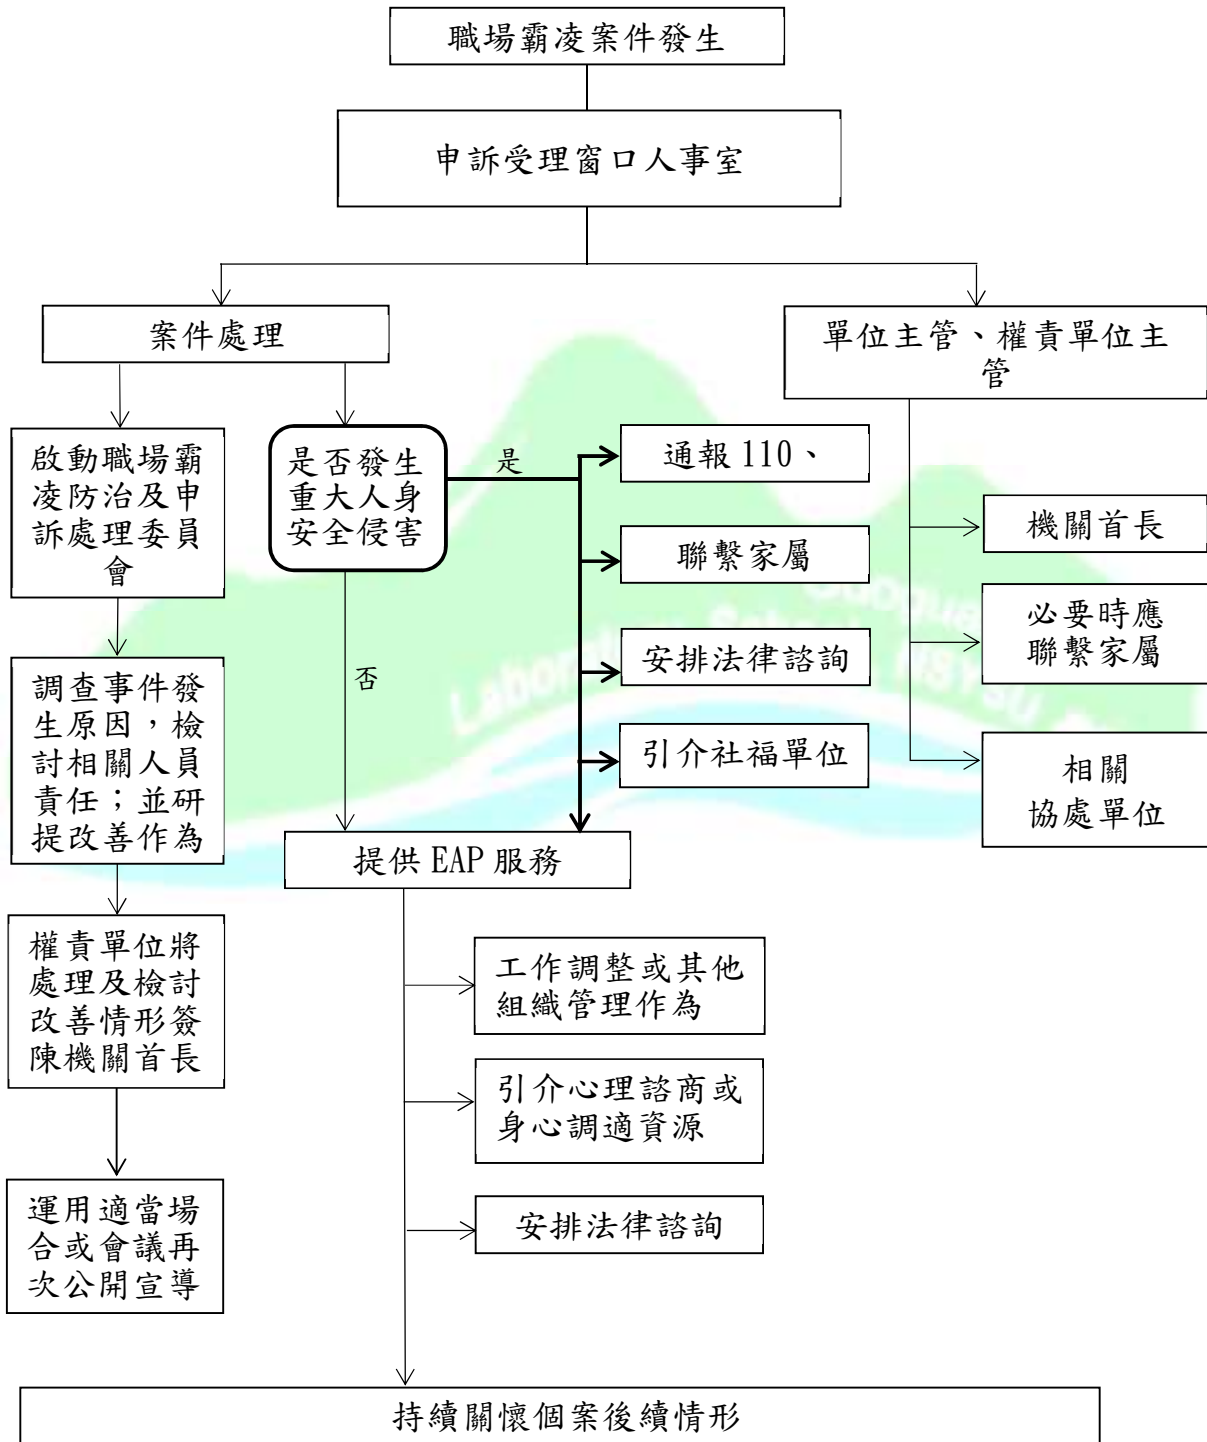 職場霸凌案件發生
申訴受理窗口人事室
案件處理
單位主管、權責單位主
管
啟動職場霸
凌防治及申
訴處理委員
會
是否發生
重大人身
安全侵害
是
否
通報 110、
聯繫家屬
安排法律諮詢
引介社福單位
機關首長
必要時應
聯繫家屬
相關
協處單位
調查事件發
生原因，檢
討相關人員
責任；並研
提改善作為
提供 EAP 服務
權責單位將
處理及檢討
改善情形簽
陳機關首長
工作調整或其他
組織管理作為
引介心理諮商或
身心調適資源
安排法律諮詢
運用適當場
合或會議再
次公開宣導
持續關懷個案後續情形